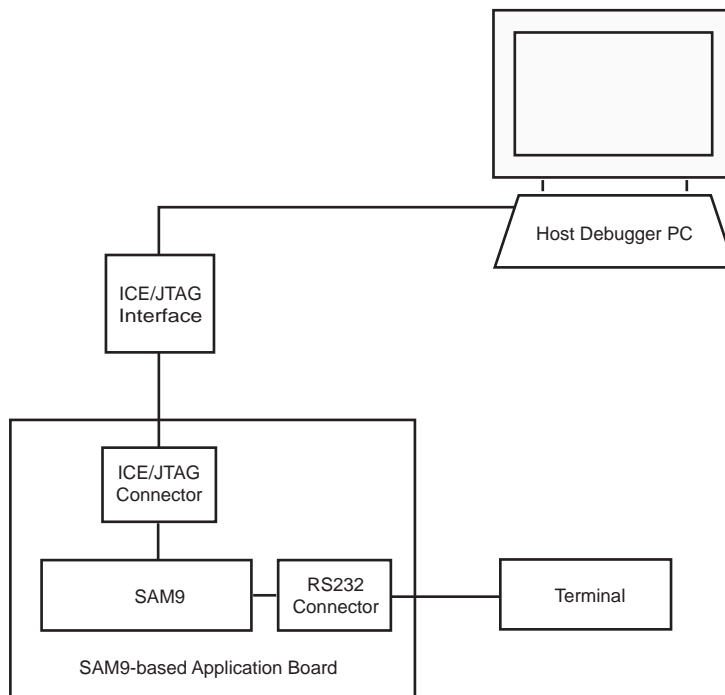 Host Debugger PC
ICE/JTAG
Interface
ICE/JTAG
Connector
SAM9
RS232
Connector
Terminal
SAM9-based Application Board